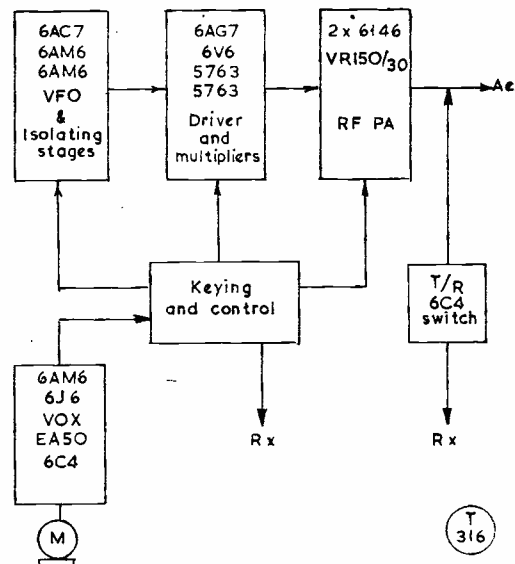 6AC7
6AM6
6AM6
VFO
&
Isolating
stages
6AG7
6V6
5763
5763
Driver
and
multipliers
2 x 6146
VR150/30
RF PA
Ae
Keying
and control
T/R
6C4
switch
6AM6
6J6
VOX
EA50
6C4
Rx
Rx
M
T
316